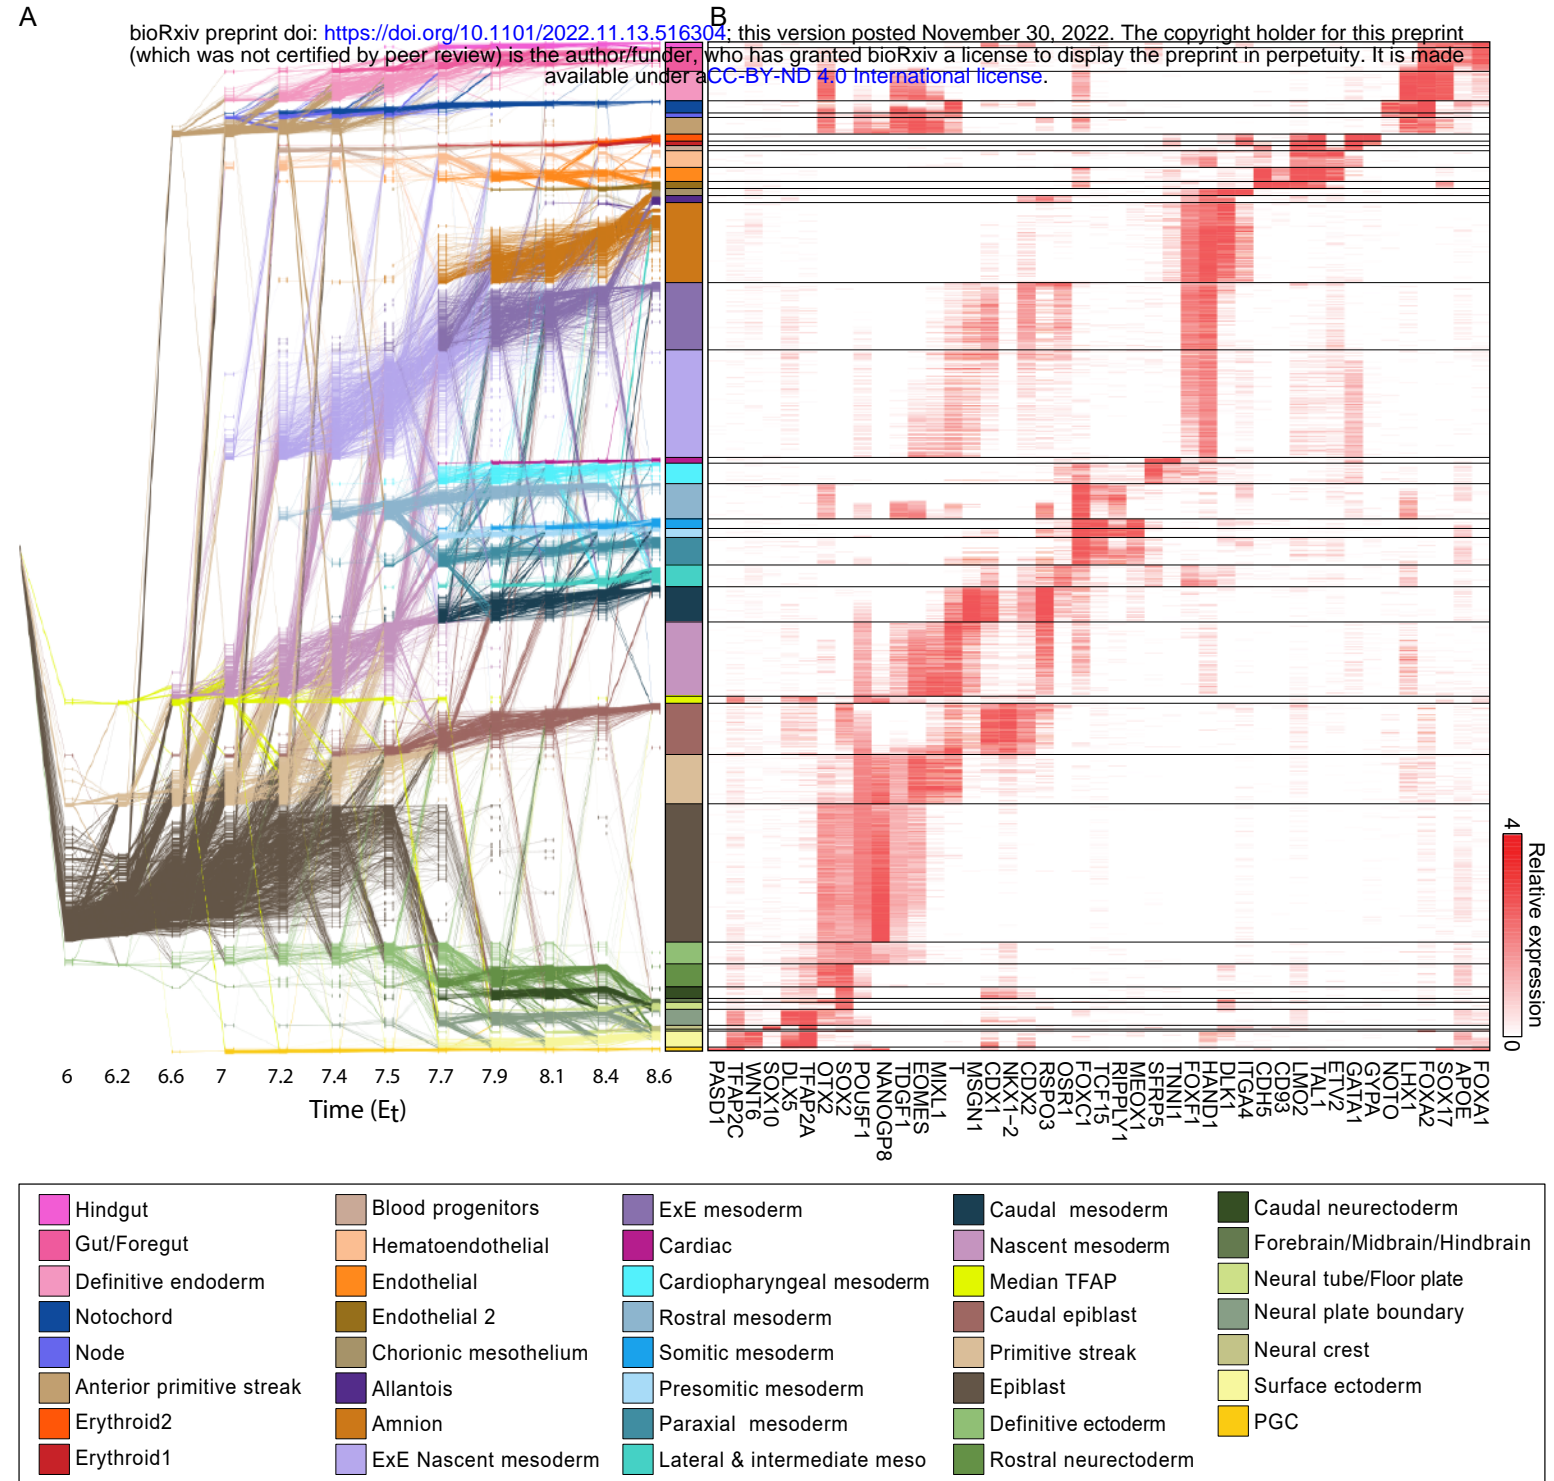 A
B
bioRxiv preprint doi: https://doi.org/10.1101/2022.11.13.516304; this version posted November 30, 2022. The copyright holder for this preprint
(which was not certified by peer review) is the author/funder, who has granted bioRxiv a license to display the preprint in perpetuity. It is made
available under aCC-BY-ND 4.0 International license.
4
Relative expression
0
6 6.2 6.6 7 7.2 7.4 7.5 7.7 7.9 8.1 8.4 8.6
Time (Et)
PASD1
TFAP2C
WNT6
SOX10
DLX5
TFAP2A
OTX2
SOX2
POU5F1
NANOGP8
TDGF1
EOMES
MIXL1
T
MSGN1
CDX1
NKX1-2
CDX2
RSPO3
OSR1
FOXC1
TCF15
RIPPLY1
MEOX1
SFRP5
TNNI1
FOXF1
HAND1
DLK1
ITGA4
CDH5
CD93
LMO2
TAL1
ETV2
GATA1
GYPA
NOTO
LHX1
FOXA2
SOX17
APOE
FOXA1
Hindgut
Gut/Foregut
Definitive endoderm
Notochord
Node
Anterior primitive streak
Erythroid2
Erythroid1
Blood progenitors
Hematoendothelial
Endothelial
Endothelial 2
Chorionic mesothelium
Allantois
Amnion
ExE Nascent mesoderm
ExE mesoderm
Cardiac
Cardiopharyngeal mesoderm
Rostral mesoderm
Somitic mesoderm
Presomitic mesoderm
Paraxial mesoderm
Lateral & intermediate meso
Caudal mesoderm
Nascent mesoderm
Median TFAP
Caudal epiblast
Primitive streak
Epiblast
Definitive ectoderm
Rostral neurectoderm
Caudal neurectoderm
Forebrain/Midbrain/Hindbrain
Neural tube/Floor plate
Neural plate boundary
Neural crest
Surface ectoderm
PGC